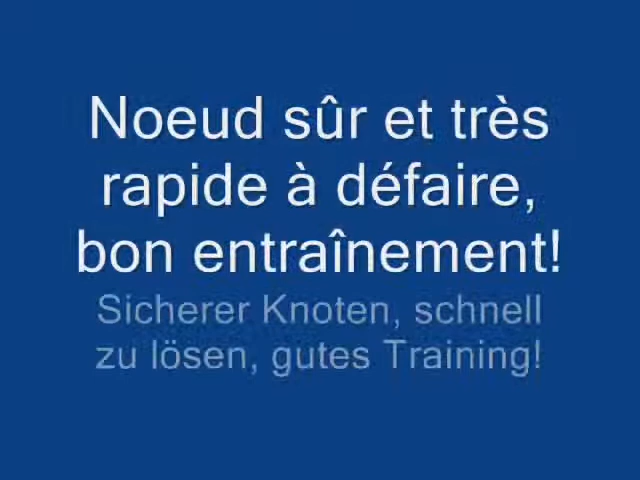 Noeud sûr et très
rapide à défaire,
bon entraînement!
Sicherer Knoten, schnell
zu lösen, gutes Training!